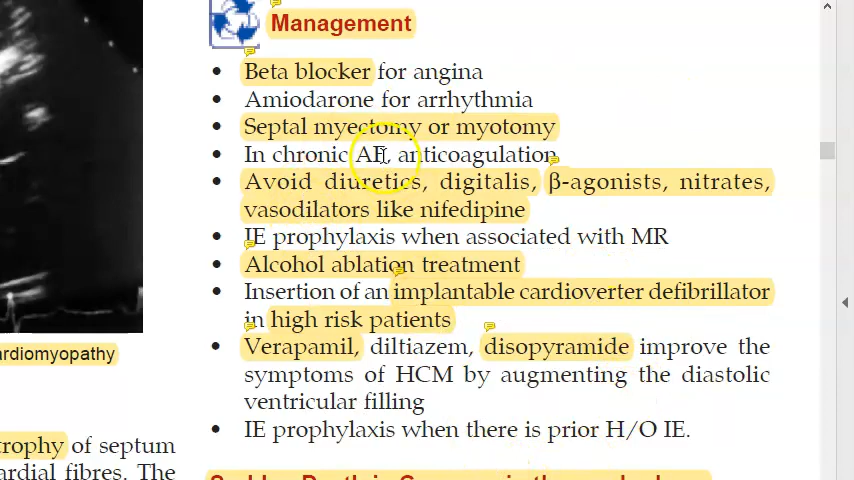 Management
• Beta blocker for angina
• Amiodarone for arrhythmia
• Septal myectomy or myotomy
• In chronic AF, anticoagulation
• Avoid diuretics, digitalis, β-agonists, nitrates,
vasodilators like nifedipine
• IE prophylaxis when associated with MR
• Alcohol ablation treatment
• Insertion of an implantable cardioverter defibrillator
in high risk patients
• Verapamil, diltiazem, disopyramide improve the
symptoms of HCM by augmenting the diastolic
ventricular filling
• IE prophylaxis when there is prior H/O IE.
ardiomyopathy
trophy of septum
ardial fibres. The